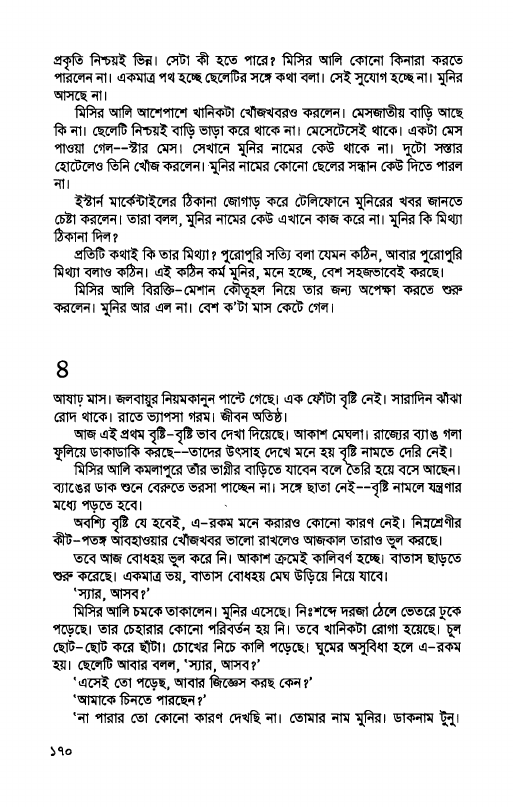 প্রকৃতি নিশ্চয়ই ভিন্ন। সেটা কী হতে পারে? মিসির আলি কোনো কিনারা করতে
পারলেন না। একমাত্র পথ হচ্ছে ছেলেটির সঙ্গে কথা বলা। সেই সুযোগ হচ্ছে না। মুনির
আসছে না।
মিসির আলি আশেপাশে খানিকটা খোঁজখবরও করলেন। মেসজাতীয় বাড়ি আছে
কি না। ছেলেটি নিশ্চয়ই বাড়ি ভাড়া করে থাকে না। মেসেটেসেই থাকে। একটা মেস
পাওয়া গেল--স্টার মেস। সেখানে মুনির নামের কেউ থাকে না। দুটো সস্তার
হোটেলেও তিনি খোঁজ করলেন। মুনির নামের কোনো ছেলের সন্ধান কেউ দিতে পারল
না।
ইস্টার্ন মার্কেন্টাইলের ঠিকানা জোগাড় করে টেলিফোনে মুনিরের খবর জানতে
চেষ্টা করলেন। তারা বলল, মুনির নামের কেউ এখানে কাজ করে না। মুনির কি মিথ্যা
ঠিকানা দিল?
প্রতিটি কথাই কি তার মিথ্যা? পুরোপুরি সত্যি বলা যেমন কঠিন, আবার পুরোপুরি
মিথ্যা বলাও কঠিন। এই কঠিন কর্ম মুনির, মনে হচ্ছে, বেশ সহজভাবেই করছে।
মিসির আলি বিরক্তি-মেশান কৌতূহল নিয়ে তার জন্য অপেক্ষা করতে শুরু
করলেন। মুনির আর এল না। বেশ ক'টা মাস কেটে গেল।
৪
আষাঢ় মাস। জলবায়ুর নিয়মকানুন পাল্টে গেছে। এক ফোঁটা বৃষ্টি নেই। সারাদিন ঝাঁঝা
রোদ থাকে। রাতে ভ্যাপসা গরম। জীবন অতিষ্ঠ।
আজ এই প্রথম বৃষ্টি-বৃষ্টি ভাব দেখা দিয়েছে। আকাশ মেঘলা। রাজ্যের ব্যাঙ গলা
ফুলিয়ে ডাকাডাকি করছে--তাদের উৎসাহ দেখে মনে হয় বৃষ্টি নামতে দেরি নেই।
মিসির আলি কমলাপুরে তাঁর ভাগ্নীর বাড়িতে যাবেন বলে তৈরি হয়ে বসে আছেন।
ব্যাঙের ডাক শুনে বেরুতে ভরসা পাচ্ছেন না। সঙ্গে ছাতা নেই--বৃষ্টি নামলে যন্ত্রণার
মধ্যে পড়তে হবে।
অবশ্যি বৃষ্টি যে হবেই, এ-রকম মনে করারও কোনো কারণ নেই। নিম্নশ্রেণীর
কীট-পতঙ্গ আবহাওয়ার খোঁজখবর ভালো রাখলেও আজকাল তারাও ভুল করছে।
তবে আজ বোধহয় ভুল করে নি। আকাশ ক্রমেই কালিবর্ণ হচ্ছে। বাতাস ছাড়তে
শুরু করেছে। একমাত্র ভয়, বাতাস বোধহয় মেঘ উড়িয়ে নিয়ে যাবে।
'স্যার, আসব?'
মিসির আলি চমকে তাকালেন। মুনির এসেছে। নিঃশব্দে দরজা ঠেলে ভেতরে ঢুকে
পড়েছে। তার চেহারার কোনো পরিবর্তন হয় নি। তবে খানিকটা রোগা হয়েছে। চুল
ছোট-ছোট করে ছাঁটা। চোখের নিচে কালি পড়েছে। ঘুমের অসুবিধা হলে এ-রকম
হয়। ছেলেটি আবার বলল, 'স্যার, আসব?'
'এসেই তো পড়েছ, আবার জিজ্ঞেস করছ কেন?'
'আমাকে চিনতে পারছেন?'
'না পারার তো কোনো কারণ দেখছি না। তোমার নাম মুনির। ডাকনাম টুনু।
১৭০